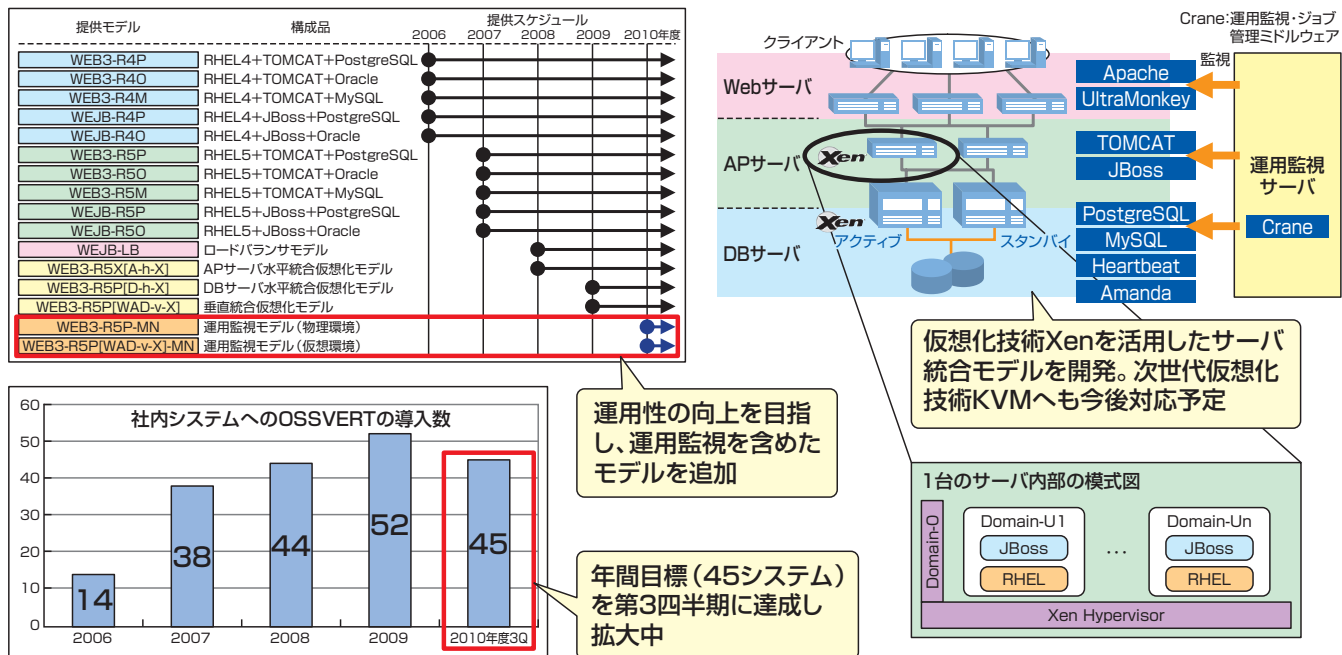 提供モデル 構成品 提供スケジュール
2006 2007 2008 2009 2010年度
WEB3-R4P RHEL4+TOMCAT+PostgreSQL
WEB3-R4O RHEL4+TOMCAT+Oracle
WEB3-R4M RHEL4+TOMCAT+MySQL
WEJB-R4P RHEL4+JBoss+PostgreSQL
WEJB-R4O RHEL4+JBoss+Oracle
WEB3-R5P RHEL5+TOMCAT+PostgreSQL
WEB3-R5O RHEL5+TOMCAT+Oracle
WEB3-R5M RHEL5+TOMCAT+MySQL
WEJB-R5P RHEL5+JBoss+PostgreSQL
WEJB-R5O RHEL5+JBoss+Oracle
WEJB-LB ロードバランサモデル
WEB3-R5X[A-h-X] APサーバ水平統合仮想化モデル
WEB3-R5P[D-h-X] DBサーバ水平統合仮想化モデル
WEB3-R5P[WAD-v-X] 垂直統合仮想化モデル
WEB3-R5P-MN 運用監視モデル(物理環境)
WEB3-R5P[WAD-v-X]-MN 運用監視モデル(仮想環境)
運用性の向上を目指
し、運用監視を含めた
モデルを追加
社内システムへのOSSVERTの導入数
60
50
40
30
20
10
0
14
38
44
52
45
2006 2007 2008 2009 2010年度3Q
年間目標(45システム)
を第3四半期に達成し
拡大中
Crane:運用監視・ジョブ
管理ミドルウェア
クライアント
監視
Webサーバ
Apache
UltraMonkey
APサーバ
Xen
TOMCAT
JBoss
運用監視
サーバ
Crane
DBサーバ
Xen
アクティブ
スタンバイ
PostgreSQL
MySQL
Heartbeat
Amanda
仮想化技術Xenを活用したサーバ
統合モデルを開発。次世代仮想化
技術KVMへも今後対応予定
1台のサーバ内部の模式図
Domain-0
Domain-U1
JBoss
RHEL
…
Domain-Un
JBoss
RHEL
Xen Hypervisor